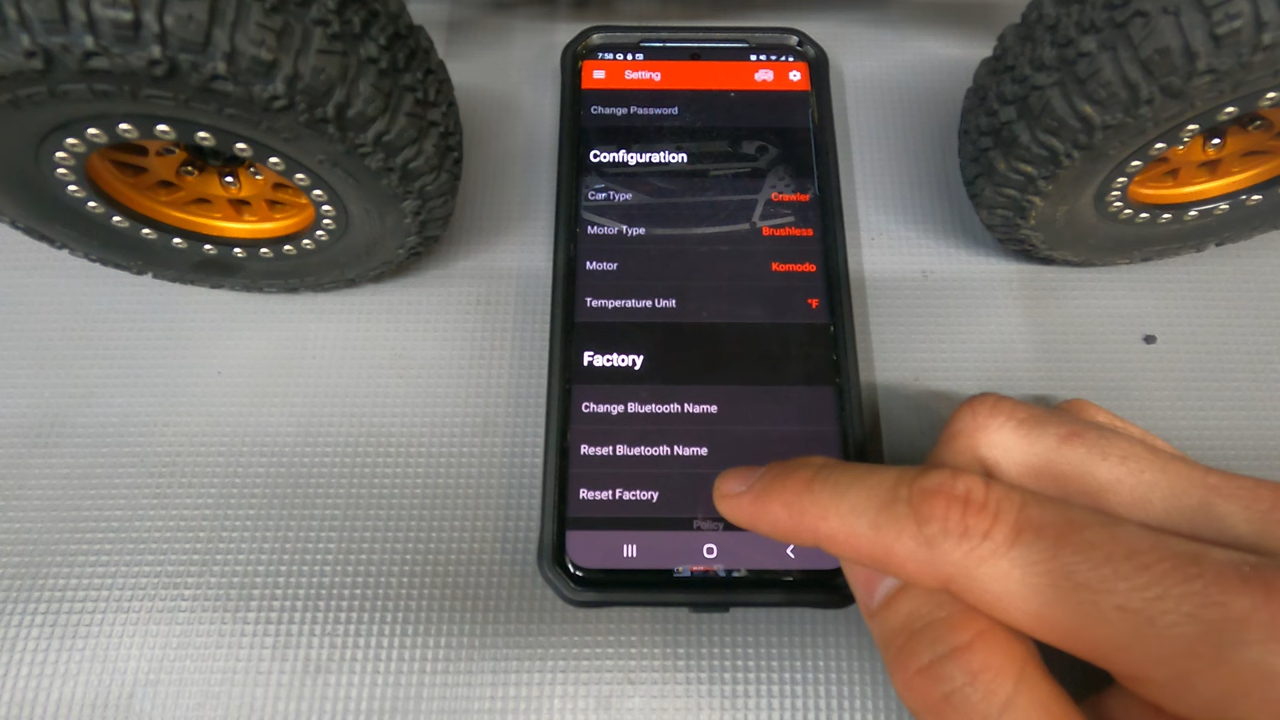 7:58
Setting
Change Password
Configuration
Car Type Crawler
Motor Type Brushless
Motor Komodo
Temperature Unit °F
Factory
Change Bluetooth Name
Reset Bluetooth Name
Reset Factory
Policy